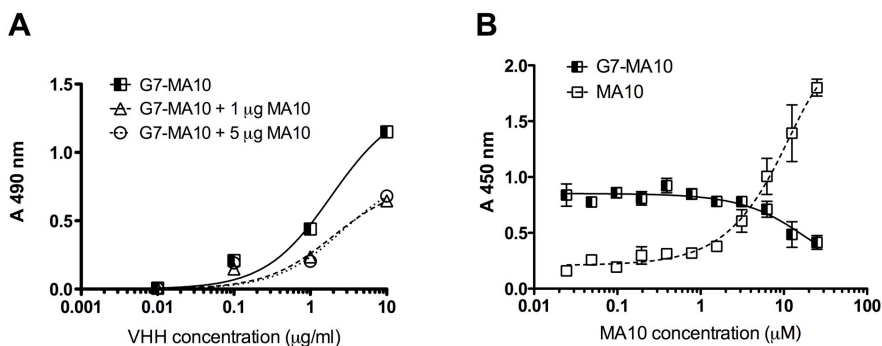 A
B
G7-MA10
G7-MA10 + 1 μg MA10
G7-MA10 + 5 μg MA10
1.5
1.0
0.5
0.0
A 490 nm
0.001 0.01 0.1 1 10
VHH concentration (μg/ml)
G7-MA10
MA10
2.0
1.5
1.0
0.5
0.0
A 450 nm
0.01 0.1 1 10 100
MA10 concentration (μM)